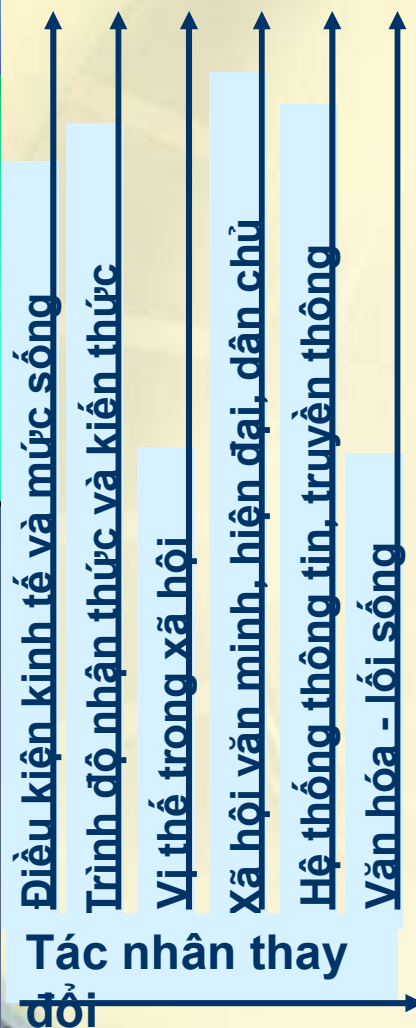 Điều kiện kinh tế và mức sống
Trình độ nhận thức và kiến thức
Vị thế trong xã hội
Xã hội văn minh, hiện đại, dân chủ
Hệ thống thông tin, truyền thông
Văn hóa - lối sống
Tác nhân thay
đổi